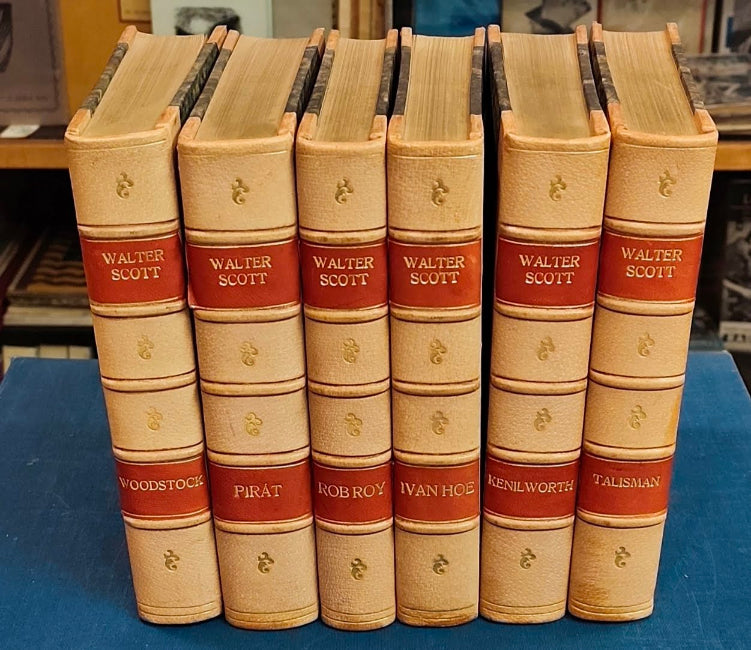 WALTER
SCOTT
WOODSTOCK
WALTER
SCOTT
PIRÁT
WALTER
SCOTT
ROB ROY
WALTER
SCOTT
IVAN HOE
WALTER
SCOTT
KENILWORTH
WALTER
SCOTT
TALISMAN